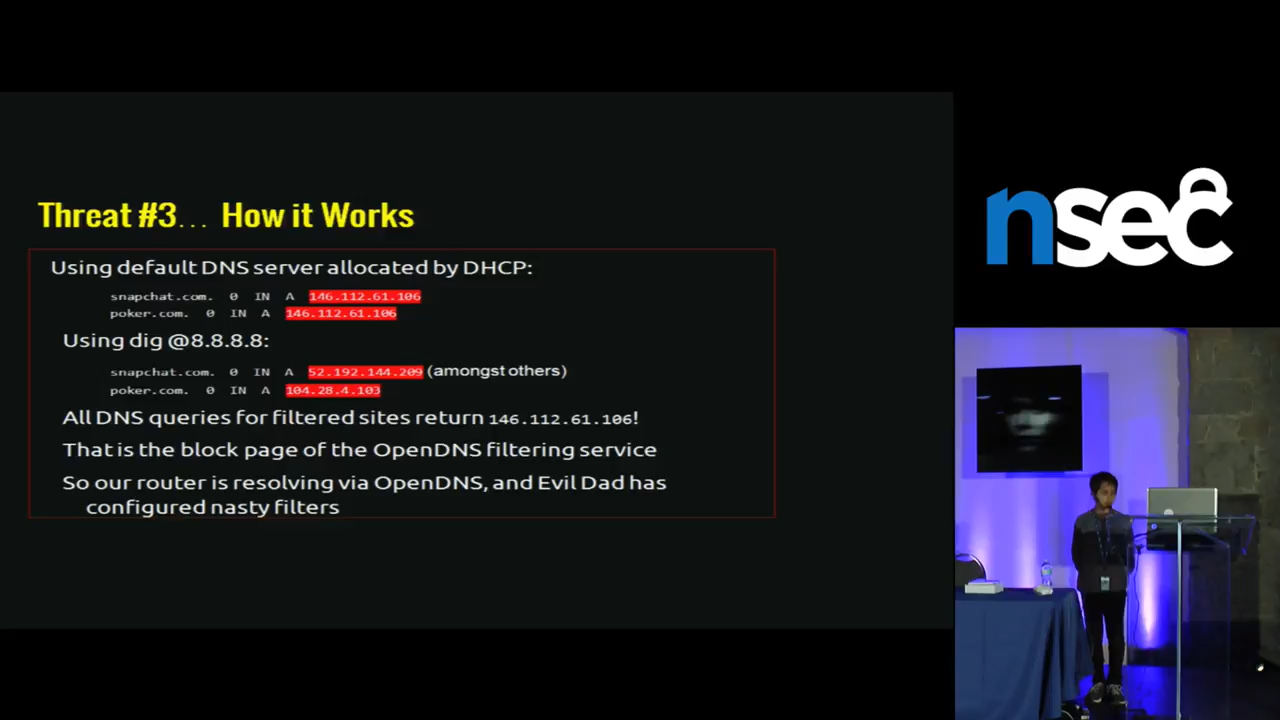 Threat #3... How it Works
Using default DNS server allocated by DHCP:
snapchat.com. 0 IN A 146.112.61.106
poker.com. 0 IN A 146.112.61.106
Using dig @8.8.8.8:
snapchat.com. 0 IN A 52.192.144.209 (amongst others)
poker.com. 0 IN A 104.28.4.103
All DNS queries for filtered sites return 146.112.61.106!
That is the block page of the OpenDNS filtering service
So our router is resolving via OpenDNS, and Evil Dad has
configured nasty filters
nsec